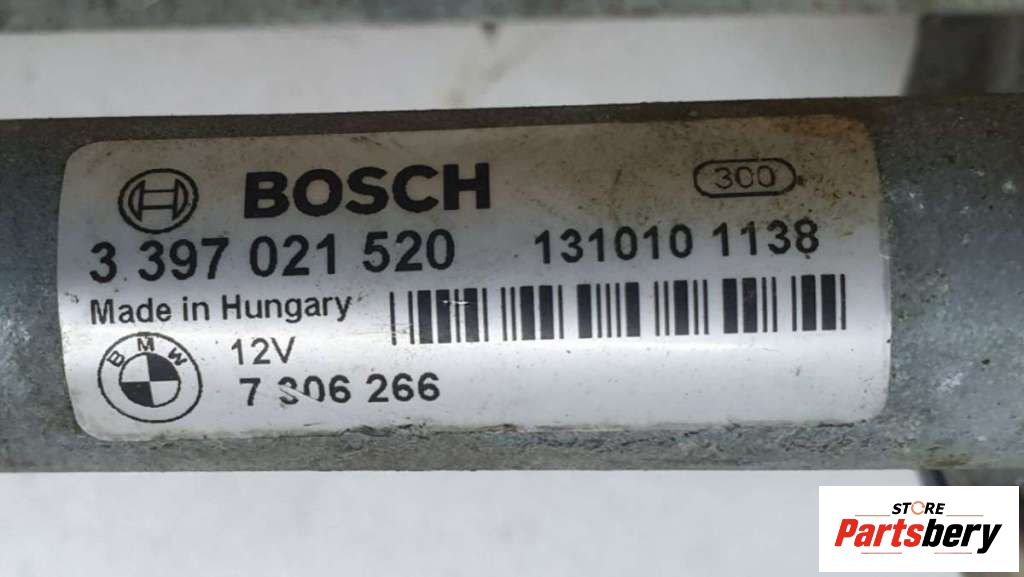 BOSCH
300
3 397 021 520
131010 1138
Made in Hungary
BMW
12V
7 306 266
STORE
Partsbery